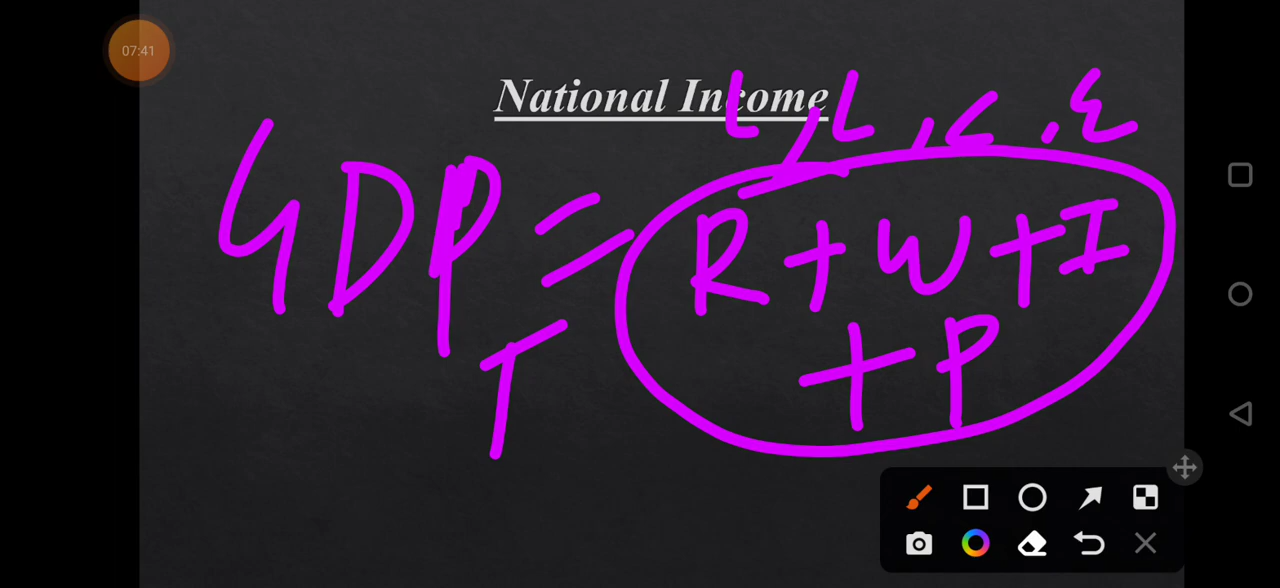 07:41
National Income
L, L, C, E
GDP = R + W + I
+ P
T